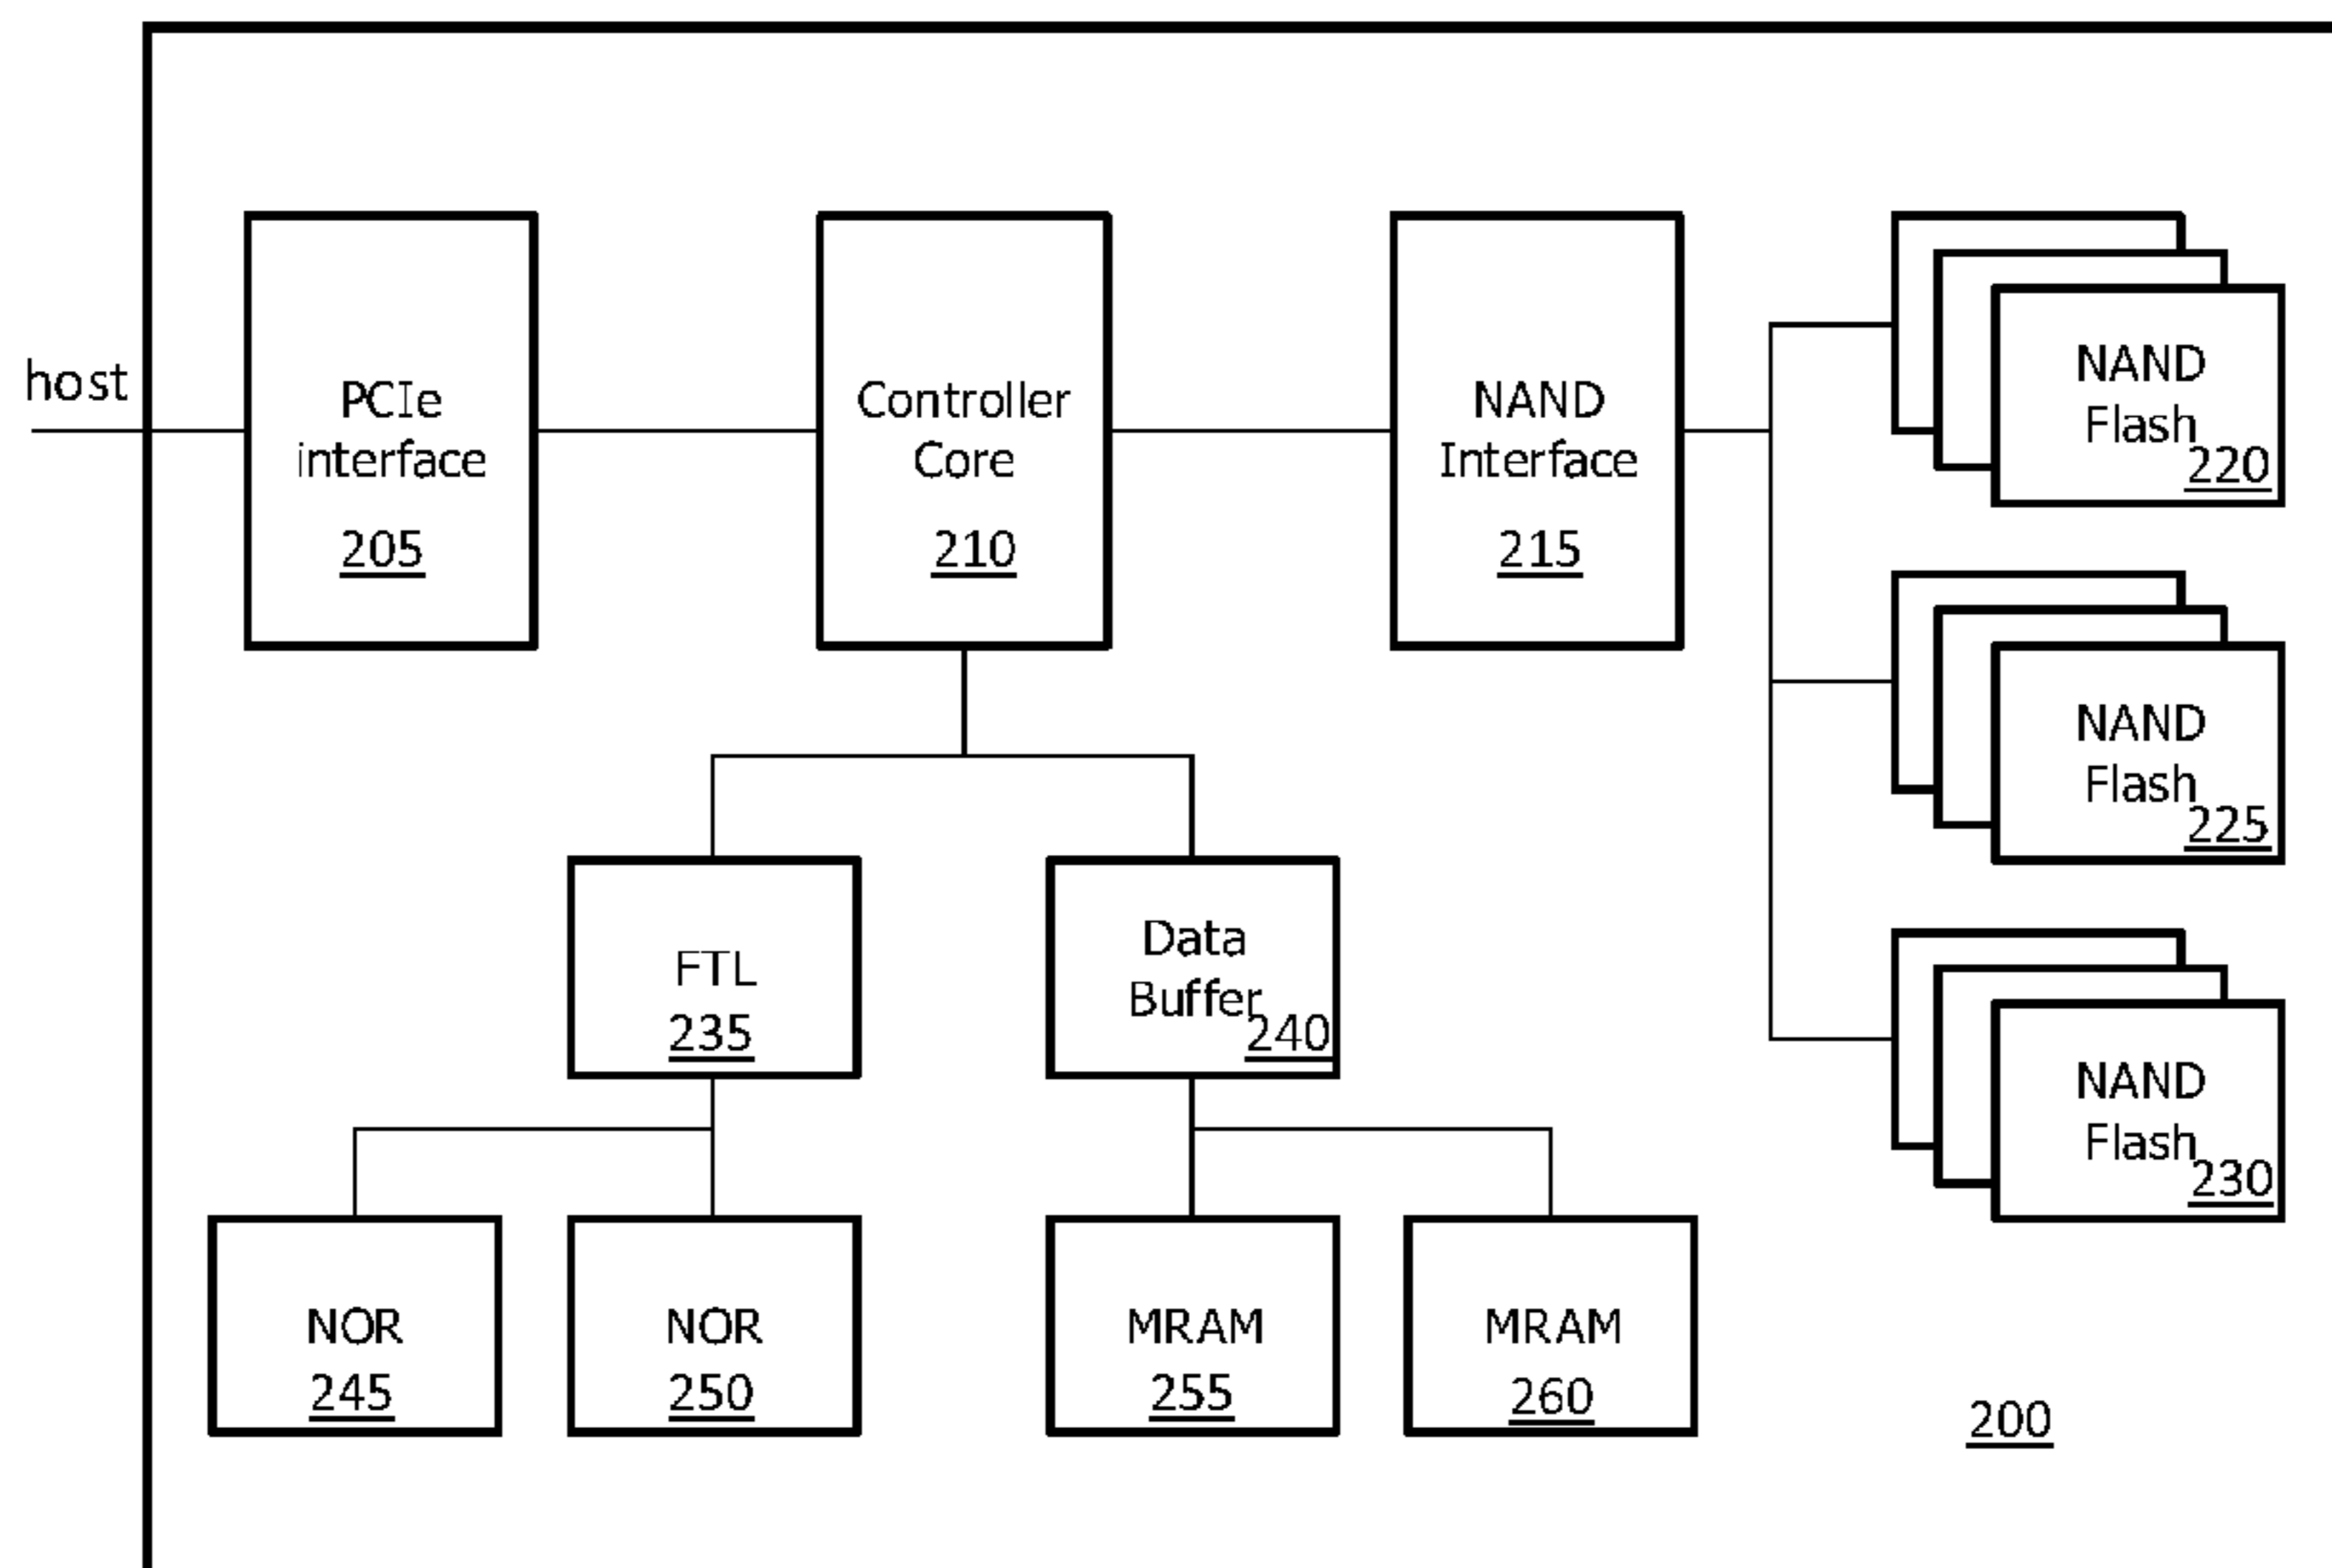 host
PCIe
interface
205
Controller
Core
210
NAND
Interface
215
NAND
Flash
220
NAND
Flash
225
NAND
Flash
230
FTL
235
Data
Buffer
240
NOR
245
NOR
250
MRAM
255
MRAM
260
200